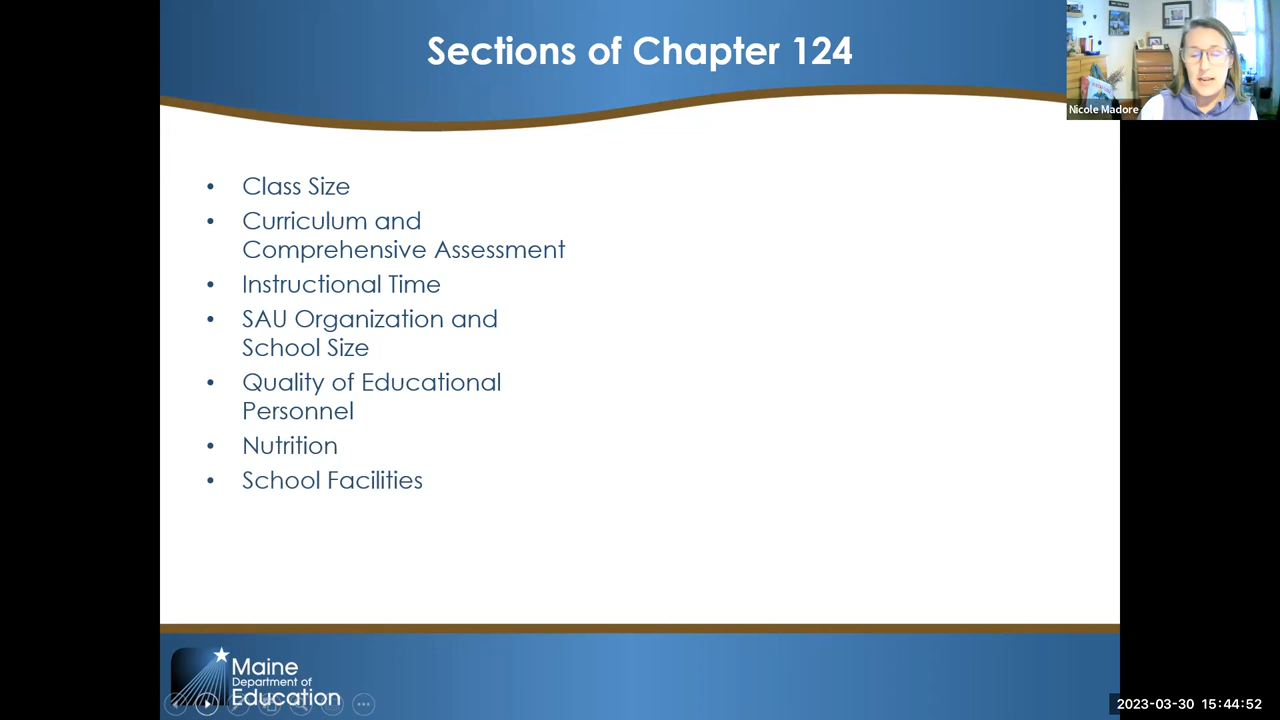 Sections of Chapter 124
Nicole Madore
• Class Size
• Curriculum and
Comprehensive Assessment
• Instructional Time
• SAU Organization and
School Size
• Quality of Educational
Personnel
• Nutrition
• School Facilities
Maine
Department of
Education
2023-03-30 15:44:52